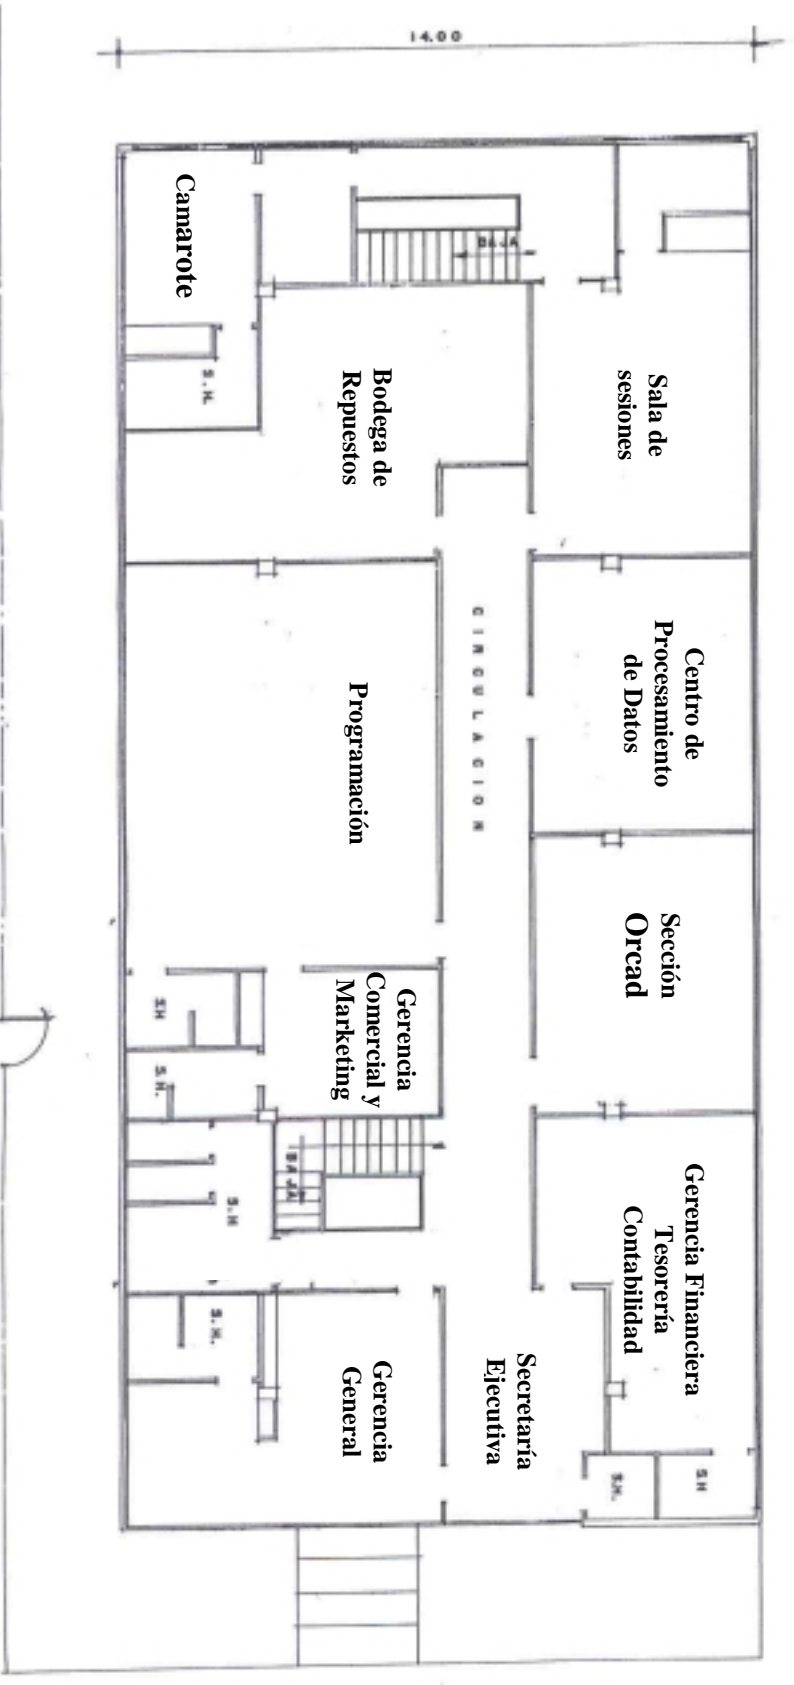 14.00
Camarote
S.H.
BAJA
Bodega de
Repuestos
Sala de
sesiones
CIRCULACION
Centro de
Procesamiento
de Datos
Programación
Sección
Orcad
S.H
S.H.
Gerencia
Comercial y
Marketing
BAJA
S.H
S.H.
Gerencia Financiera
Tesorería
Contabilidad
Secretaría
Ejecutiva
Gerencia
General
S.H.
S.H